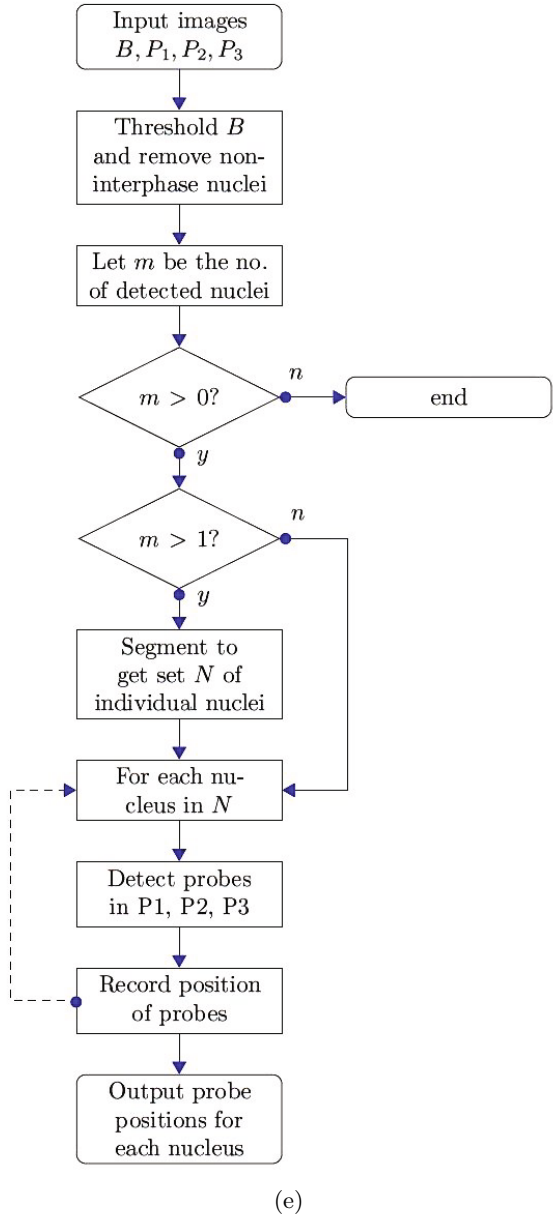 Input images
B, P₁, P₂, P₃
Threshold B
and remove non-
interphase nuclei
Let m be the no.
of detected nuclei
m > 0?
n
end
y
m > 1?
n
y
Segment to
get set N of
individual nuclei
For each nu-
cleus in N
Detect probes
in P1, P2, P3
Record position
of probes
Output probe
positions for
each nucleus
(e)